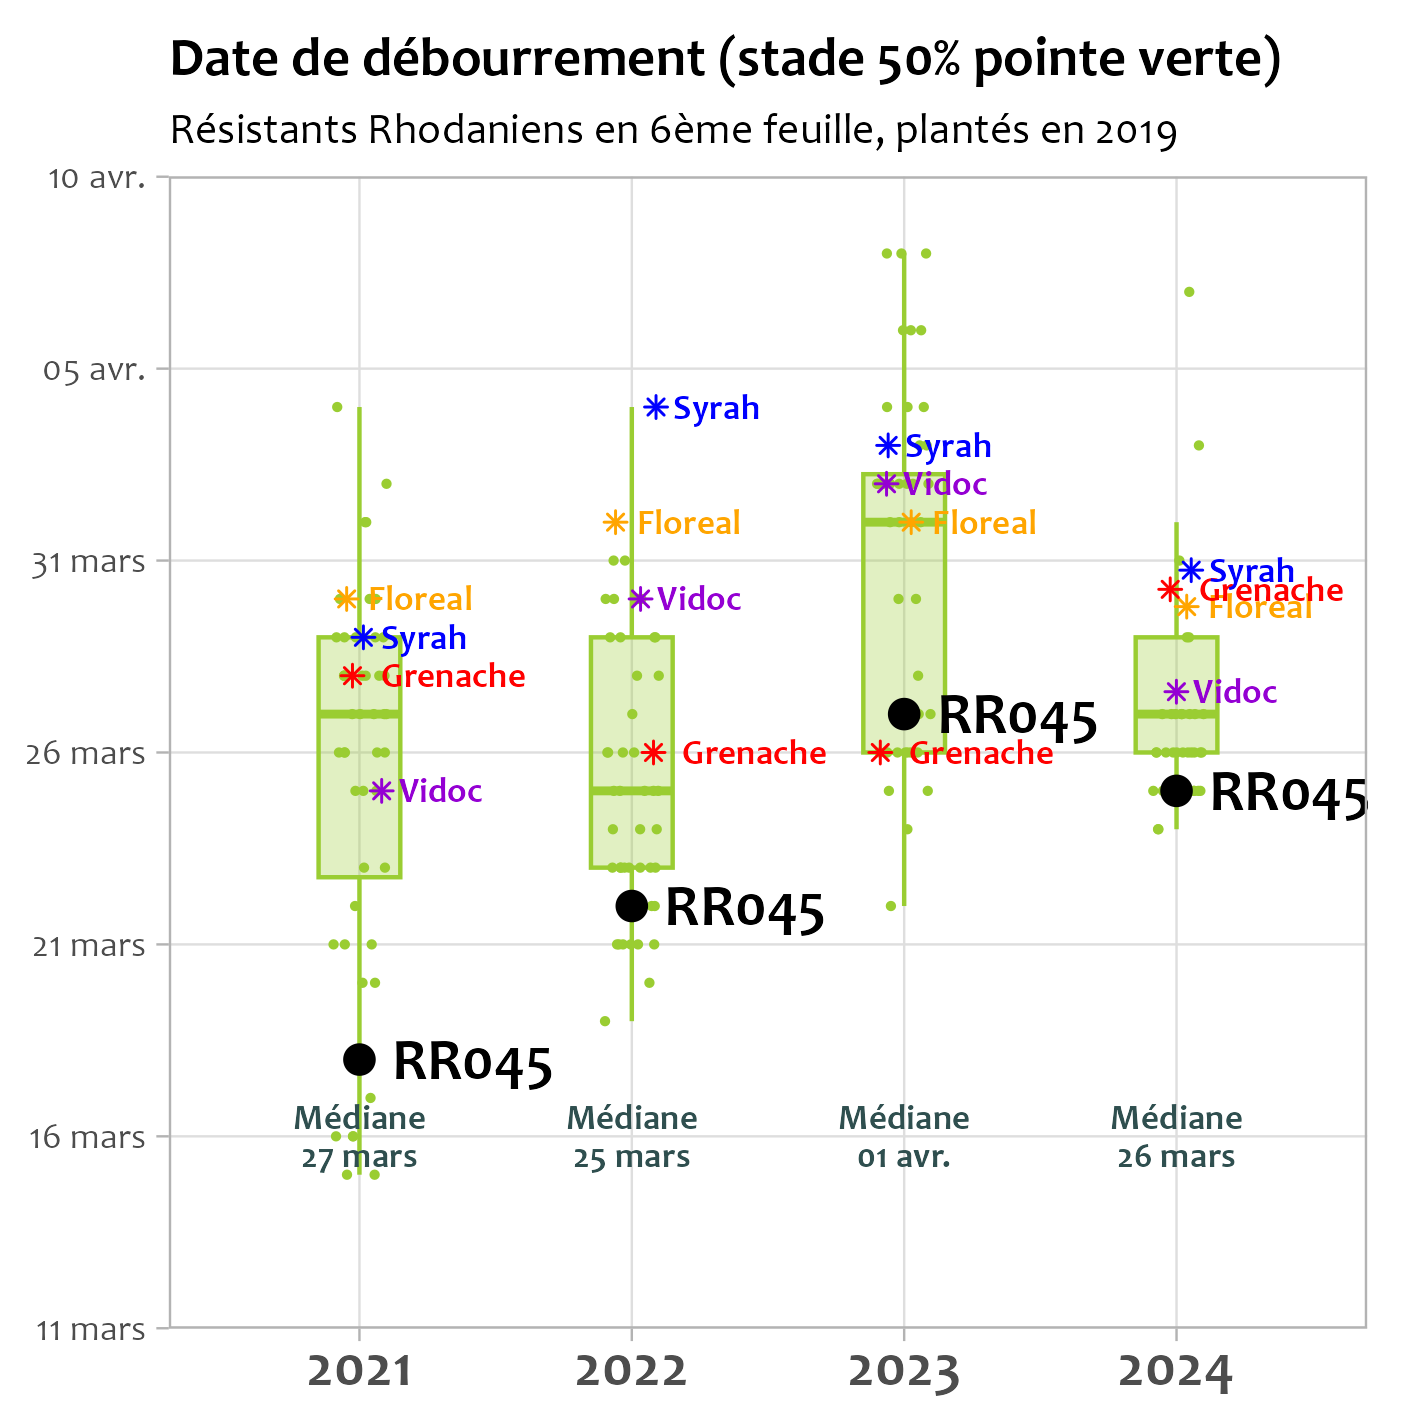 Date de débourrement (stade 50% pointe verte)
Résistants Rhodaniens en 6ème feuille, plantés en 2019
10 avr.
05 avr.
31 mars
26 mars
21 mars
16 mars
11 mars
Floreal
Syrah
Grenache
Vidoc
RR045
Médiane
27 mars
Syrah
Floreal
Vidoc
Grenache
RR045
Médiane
25 mars
Syrah
Vidoc
Floreal
RR045
Grenache
Médiane
01 avr.
Syrah
Grenache
Floreal
Vidoc
RR045
Médiane
26 mars
2021
2022
2023
2024